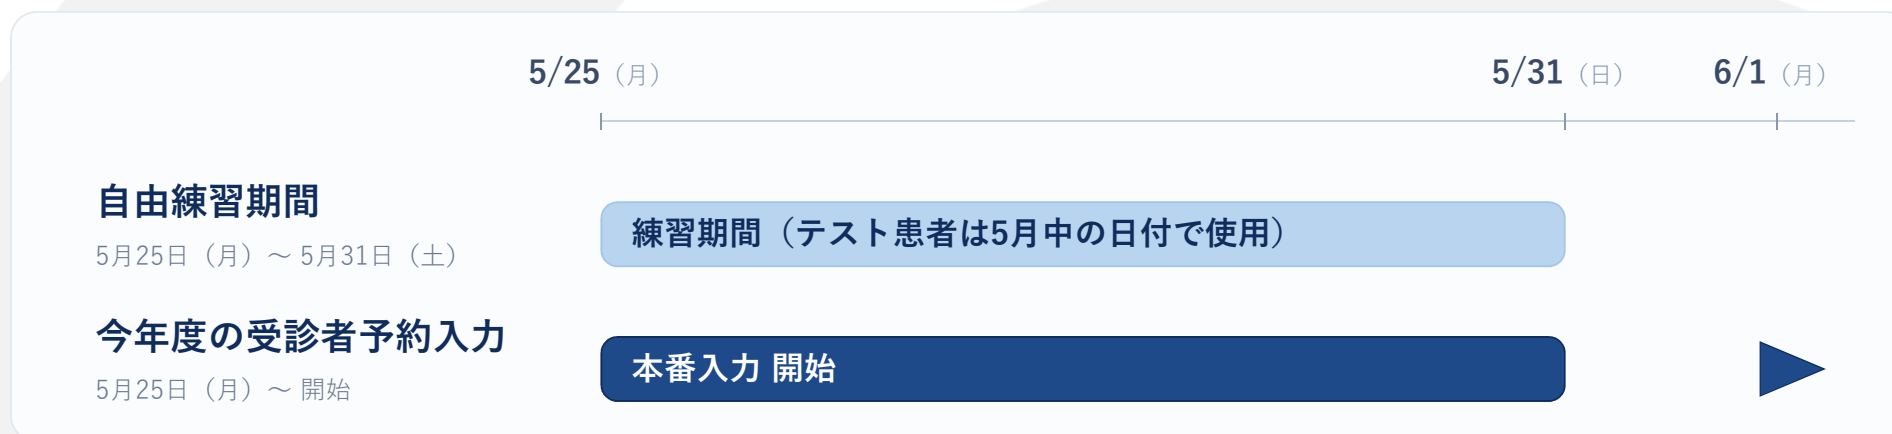 5/25（月） 5/31（日） 6/1（月）
自由練習期間
5月25日（月）～ 5月31日（土）
練習期間（テスト患者は5月中の日付で使用）
今年度の受診者予約入力
5月25日（月）～ 開始
本番入力 開始